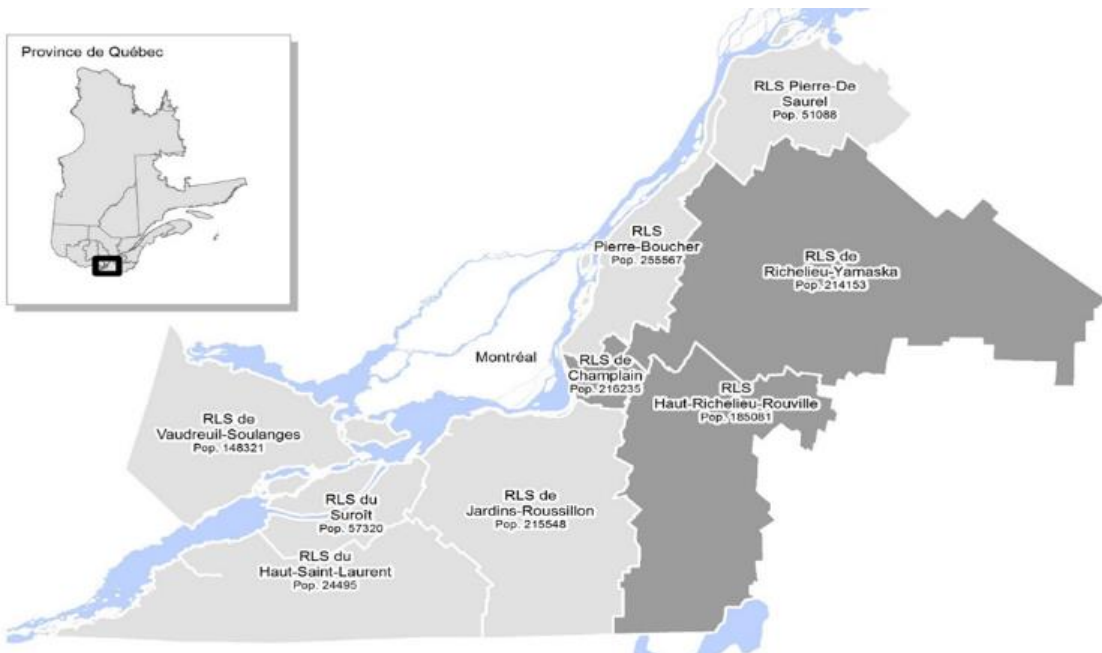 Province de Québec
RLS Pierre-De
Saurel
Pop. 51088
RLS
Pierre-Boucher
Pop. 255567
RLS de
Richelieu-Yamaska
Pop. 214153
Montréal
RLS de
Champlain
Pop. 216235
RLS
Haut-Richelieu-Rouville
Pop. 185081
RLS de
Vaudreuil-Soulanges
Pop. 148321
RLS du
Suroît
Pop. 57320
RLS de
Jardins-Roussillon
Pop. 215548
RLS du
Haut-Saint-Laurent
Pop. 24495